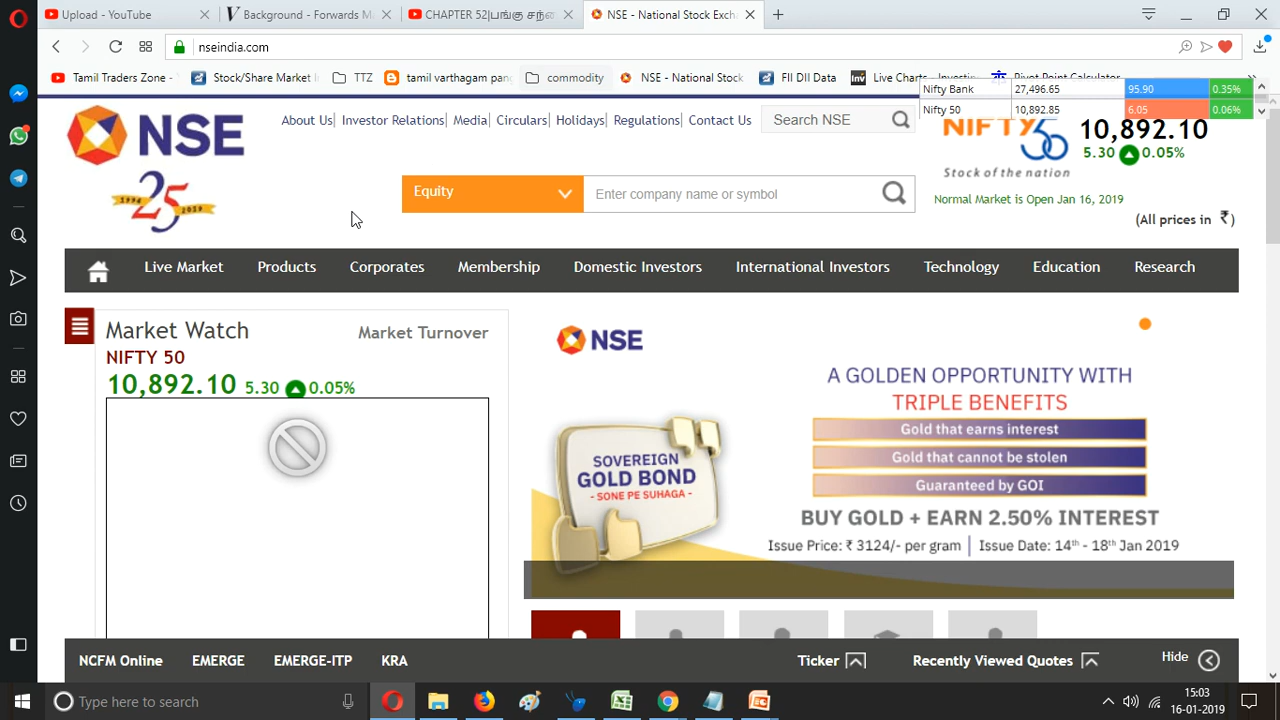 Upload - YouTube
Background - Forwards M
CHAPTER 52|பங்கு சந்
NSE - National Stock Exch
nseindia.com
Tamil Traders Zone -
Stock/Share Market I
TTZ
tamil varthagam pan
commodity
NSE - National Stock
FII DII Data
Live Charts - Investin
Pivot Point Calculator
Nifty Bank 27,496.65 95.90 0.35%
Nifty 50 10,892.85 6.05 0.06%
NSE
1994 25 2019
About Us| Investor Relations| Media| Circulars| Holidays| Regulations| Contact Us
Search NSE
NIFTY 50
Stock of the nation
10,892.10
5.30 0.05%
Normal Market is Open Jan 16, 2019
(All prices in ₹)
Equity
Enter company name or symbol
Live Market Products Corporates Membership Domestic Investors International Investors Technology Education Research
Market Watch
Market Turnover
NIFTY 50
10,892.10 5.30 0.05%
NSE
A GOLDEN OPPORTUNITY WITH
TRIPLE BENEFITS
Gold that earns interest
Gold that cannot be stolen
Guaranteed by GOI
SOVEREIGN
GOLD BOND
- SONE PE SUHAGA -
BUY GOLD + EARN 2.50% INTEREST
Issue Price: ₹ 3124/- per gram | Issue Date: 14th - 18th Jan 2019
NCFM Online EMERGE EMERGE-ITP KRA
Ticker
Recently Viewed Quotes
Hide
Type here to search
15:03
16-01-2019